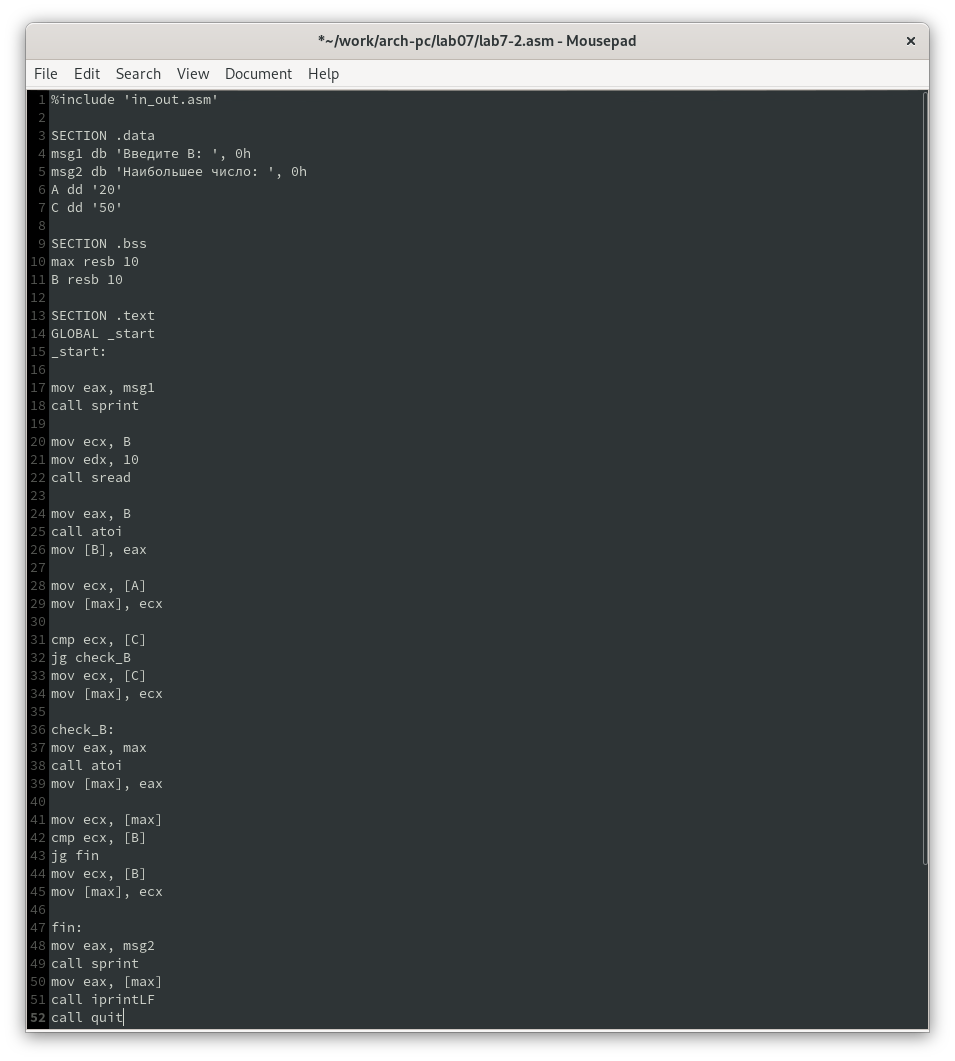 *~/work/arch-pc/lab07/lab7-2.asm - Mousepad
×
File Edit Search View Document Help
1 %include 'in_out.asm'
2
3 SECTION .data
4 msg1 db 'Введите B: ', 0h
5 msg2 db 'Наибольшее число: ', 0h
6 A dd '20'
7 C dd '50'
8
9 SECTION .bss
10 max resb 10
11 B resb 10
12
13 SECTION .text
14 GLOBAL _start
15 _start:
16
17 mov eax, msg1
18 call sprint
19
20 mov ecx, B
21 mov edx, 10
22 call sread
23
24 mov eax, B
25 call atoi
26 mov [B], eax
27
28 mov ecx, [A]
29 mov [max], ecx
30
31 cmp ecx, [C]
32 jg check_B
33 mov ecx, [C]
34 mov [max], ecx
35
36 check_B:
37 mov eax, max
38 call atoi
39 mov [max], eax
40
41 mov ecx, [max]
42 cmp ecx, [B]
43 jg fin
44 mov ecx, [B]
45 mov [max], ecx
46
47 fin:
48 mov eax, msg2
49 call sprint
50 mov eax, [max]
51 call iprintLF
52 call quit